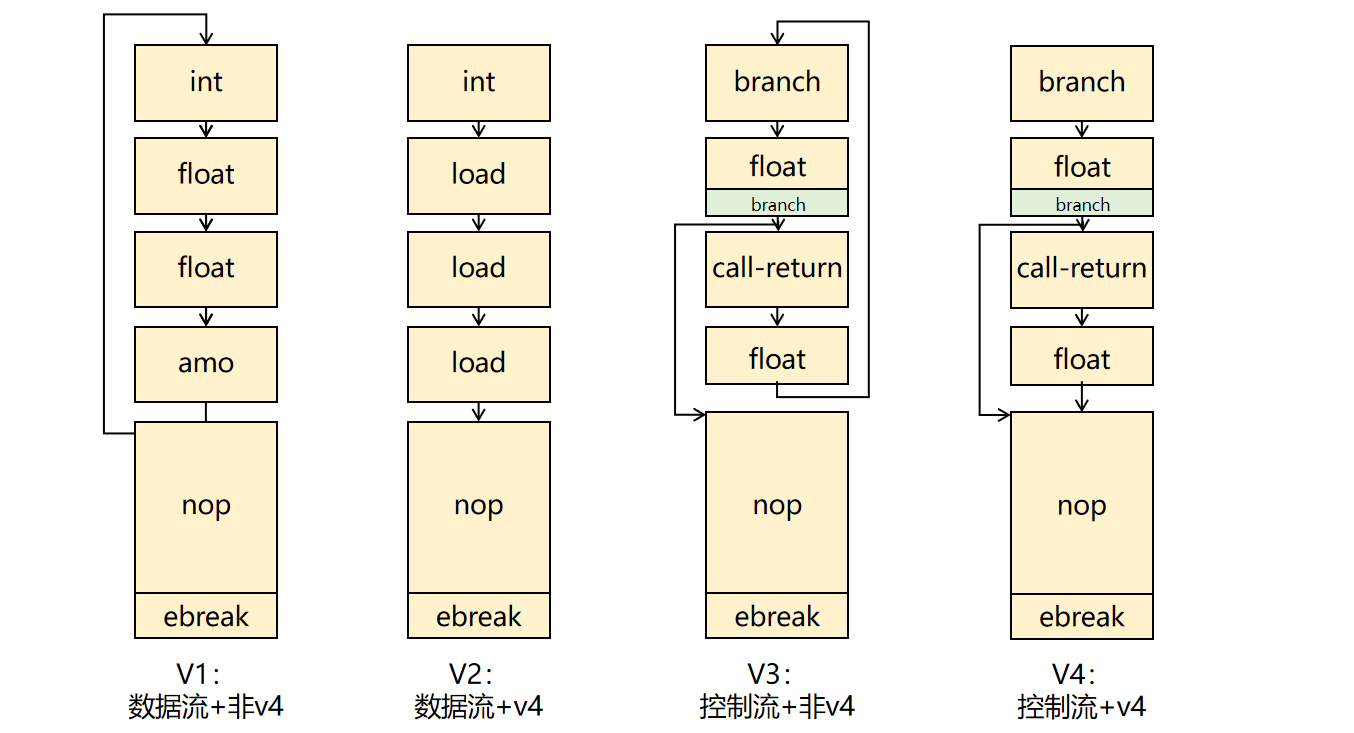 int
float
float
amo
nop
ebreak
V1：
数据流+非v4
int
load
load
load
nop
ebreak
V2：
数据流+v4
branch
float
branch
call-return
float
nop
ebreak
V3：
控制流+非v4
branch
float
branch
call-return
float
nop
ebreak
V4：
控制流+v4